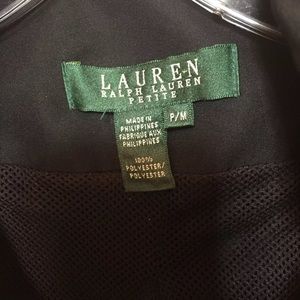 LAUREN
RALPH LAUREN
PETITE
P/M
MADE IN
PHILIPPINES
FABRIQUE AUX
PHILIPPINES
100%
POLYESTER/
POLYESTER